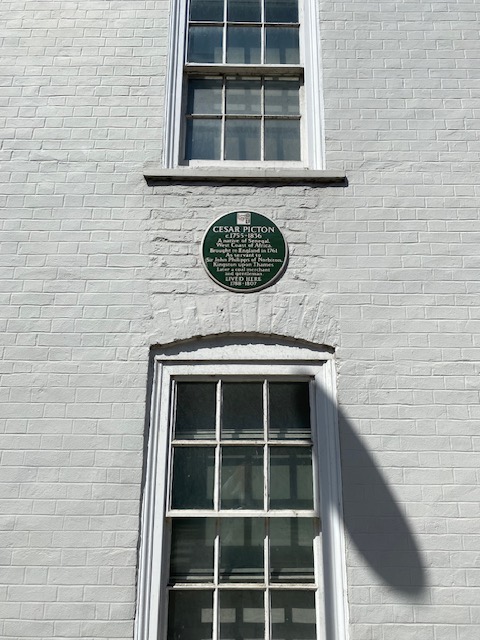 CESAR PICTON
c.1755-1836
A native of Senegal,
West Coast of Africa.
Brought to England in 1761
As servant to
Sir John Philipps of Norbiton,
Kingston upon Thames
Later a coal merchant
and gentleman.
LIVED HERE
1788-1807